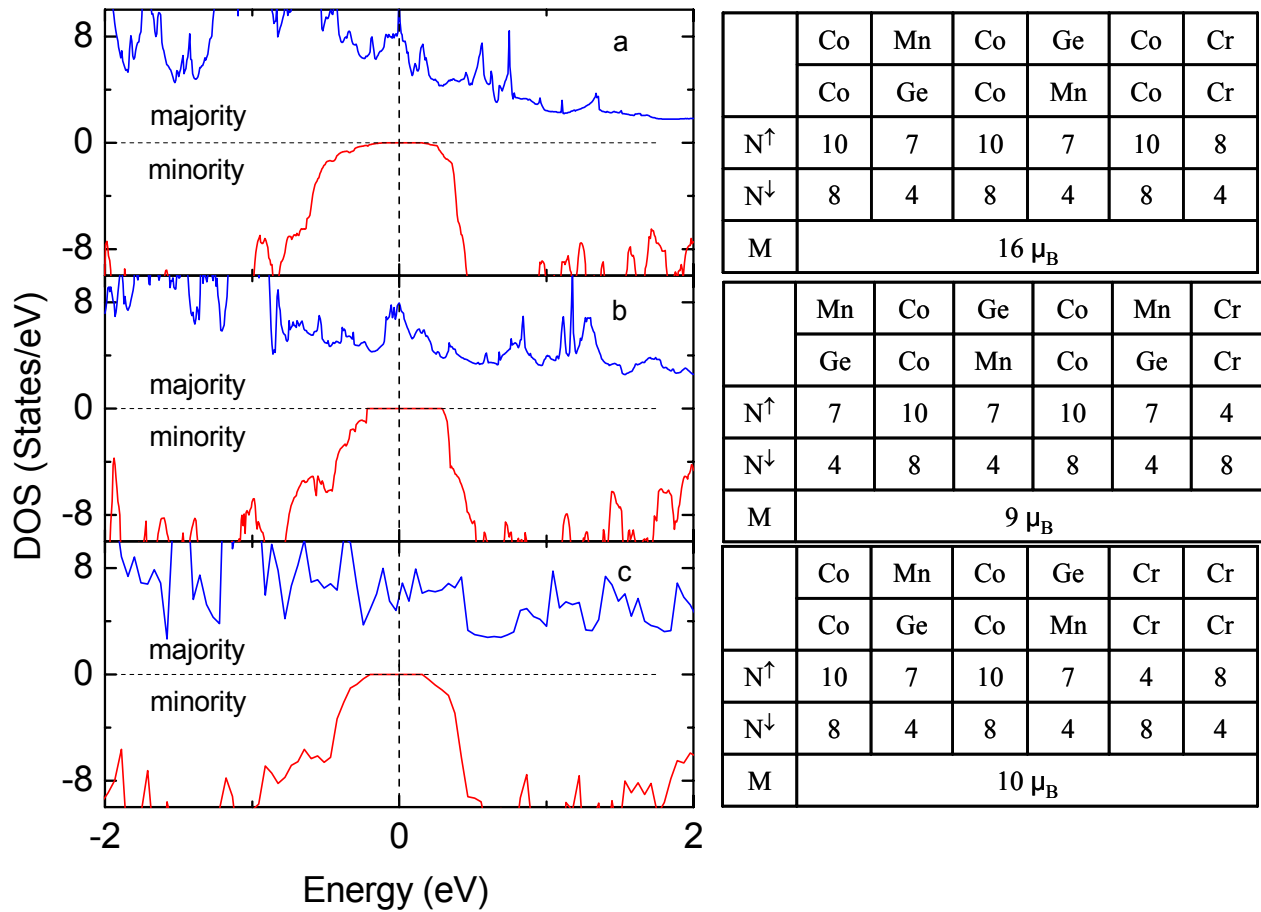 8
a
majority
0
minority
-8
8
b
majority
0
minority
-8
8
c
majority
0
minority
-8
-2
0
2
DOS (States/eV)
Energy (eV)
Co Mn Co Ge Co Cr
Co Ge Co Mn Co Cr
N↑ 10 7 10 7 10 8
N↓ 8 4 8 4 8 4
M 16 μB
Mn Co Ge Co Mn Cr
Ge Co Mn Co Ge Cr
N↑ 7 10 7 10 7 4
N↓ 4 8 4 8 4 8
M 9 μB
Co Mn Co Ge Cr Cr
Co Ge Co Mn Cr Cr
N↑ 10 7 10 7 4 8
N↓ 8 4 8 4 8 4
M 10 μB